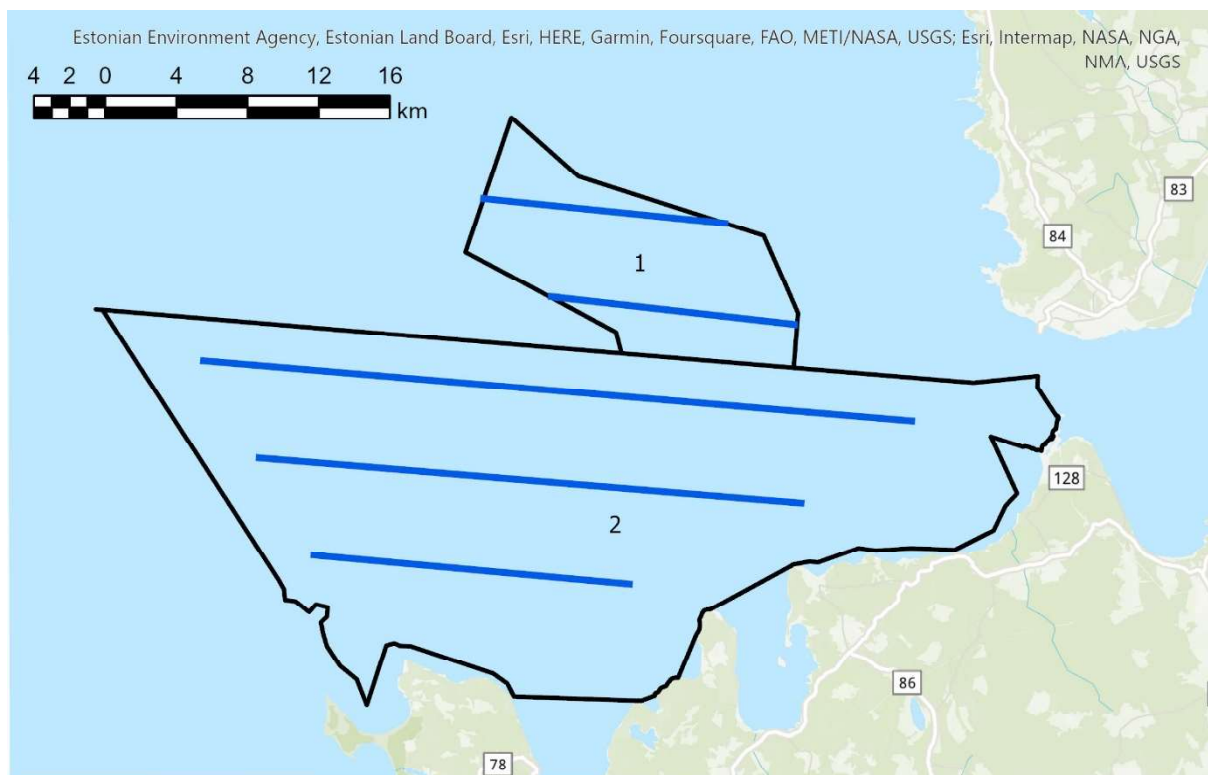 Estonian Environment Agency, Estonian Land Board, Esri, HERE, Garmin, Foursquare, FAO, METI/NASA, USGS; Esri, Intermap, NASA, NGA,
NMA, USGS
4 2 0 4 8 12 16
km
83
84
1
128
2
86
78